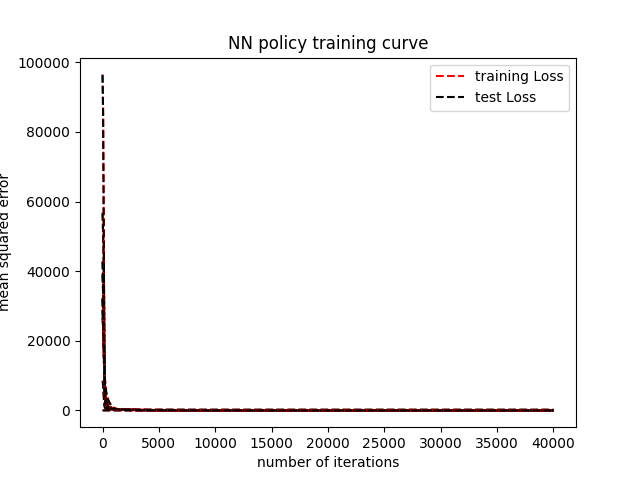 NN policy training curve
100000
80000
60000
40000
20000
0
mean squared error
training Loss
test Loss
0 5000 10000 15000 20000 25000 30000 35000 40000
number of iterations